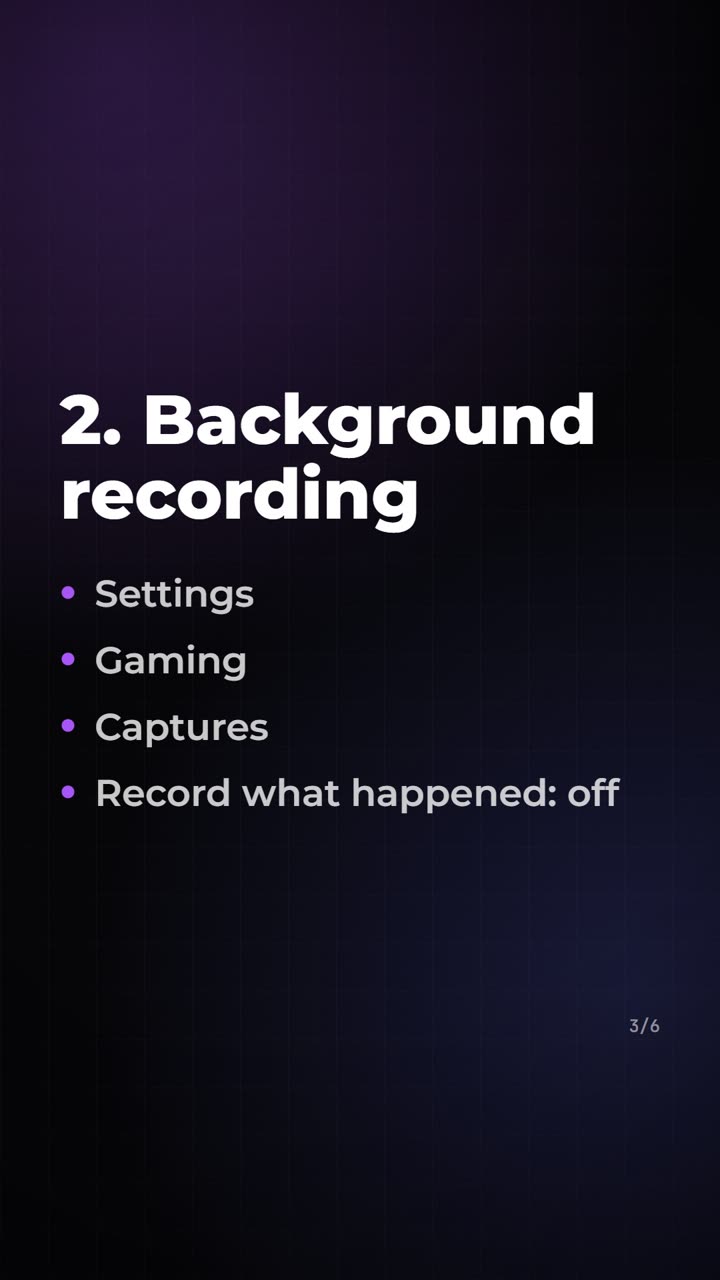 2. Background
recording
• Settings
• Gaming
• Captures
• Record what happened: off
3/6